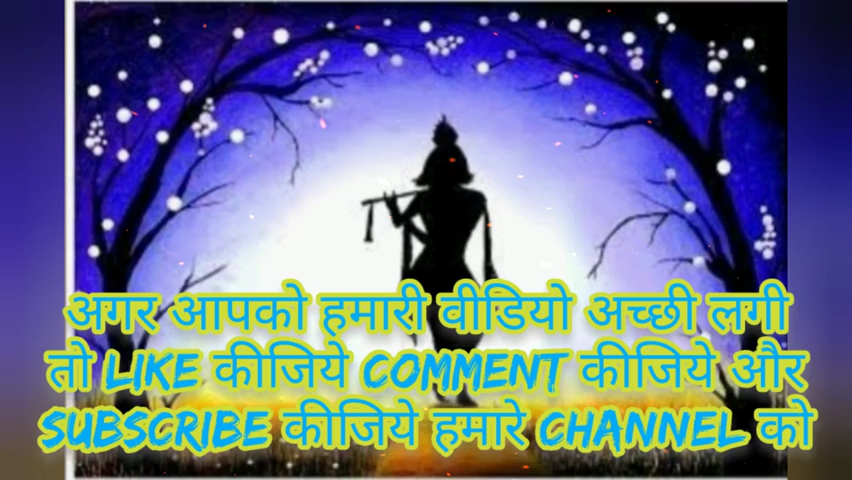 अगर आपको हमारी वीडियो अच्छी लगी
तो LIKE कीजिये COMMENT कीजिये और
SUBSCRIBE कीजिये हमारे CHANNEL को